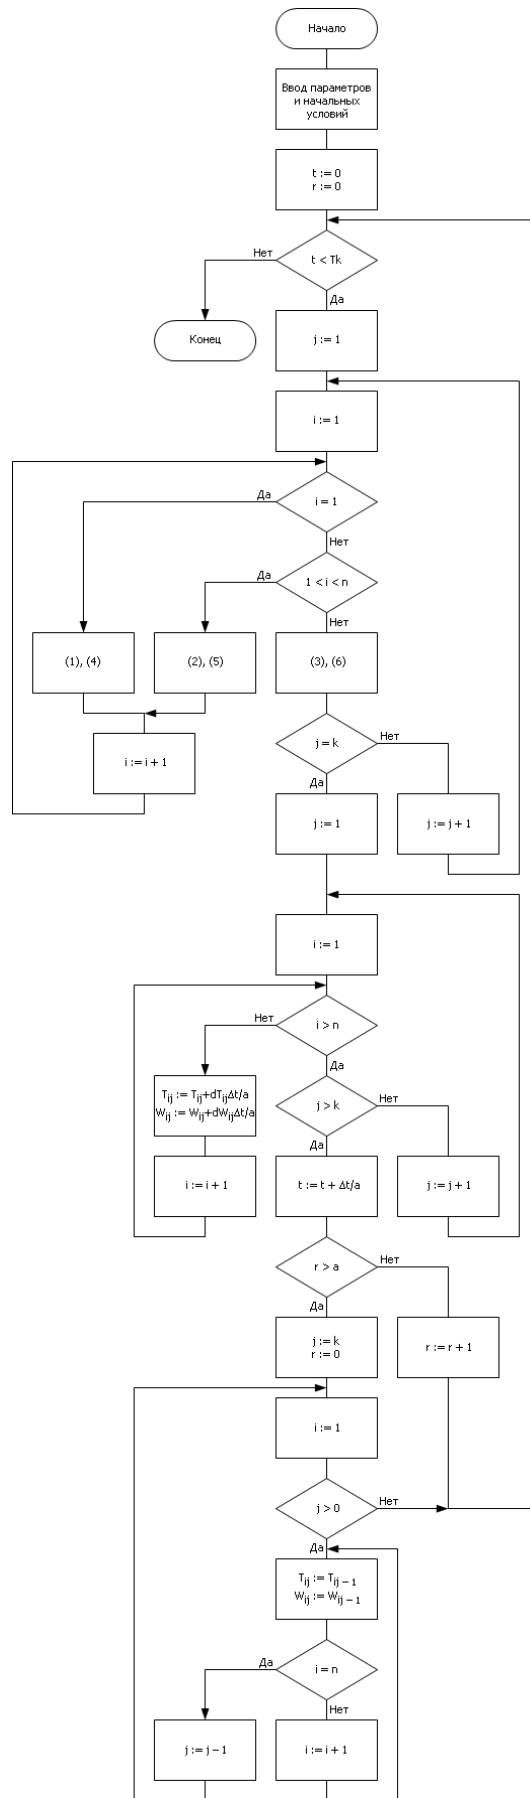 Начало
Ввод параметров
и начальных
условий
t := 0
r := 0
t < Tk
Нет
Да
Конец
j := 1
i := 1
i = 1
Да
Нет
1 < i < n
Да
Нет
(1), (4)
(2), (5)
(3), (6)
i := i + 1
j = k
Нет
Да
j := 1
j := j + 1
i := 1
i > n
Нет
Да
Tij := Tij+dTijΔt/a
Wij := Wij+dWijΔt/a
j > k
Нет
Да
i := i + 1
t := t + Δt/a
j := j + 1
r > a
Нет
Да
j := k
r := 0
r := r + 1
i := 1
j > 0
Нет
Да
Tij := Tij – 1
Wij := Wij – 1
i = n
Да
Нет
j := j – 1
i := i + 1